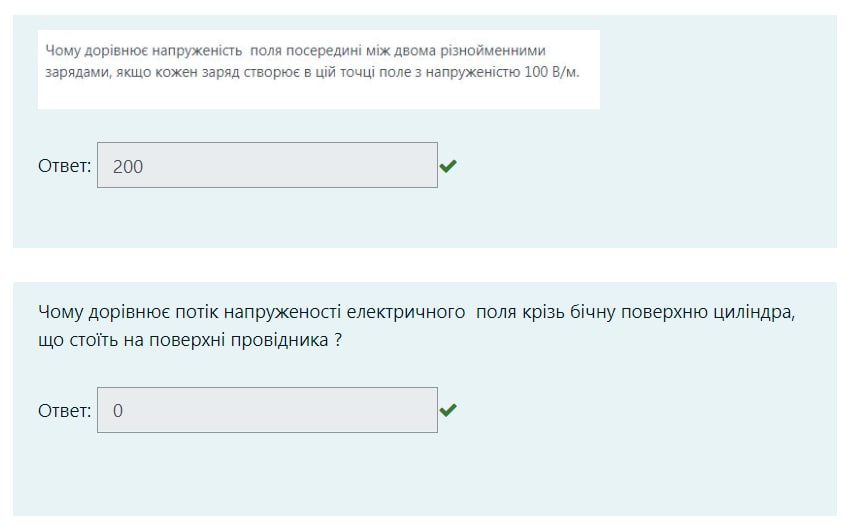 Чому дорівнює напруженість поля посередині між двома різнойменними
зарядами, якщо кожен заряд створює в цій точці поле з напруженістю 100 В/м.
Ответ: 200
Чому дорівнює потік напруженості електричного поля крізь бічну поверхню циліндра,
що стоїть на поверхні провідника ?
Ответ: 0